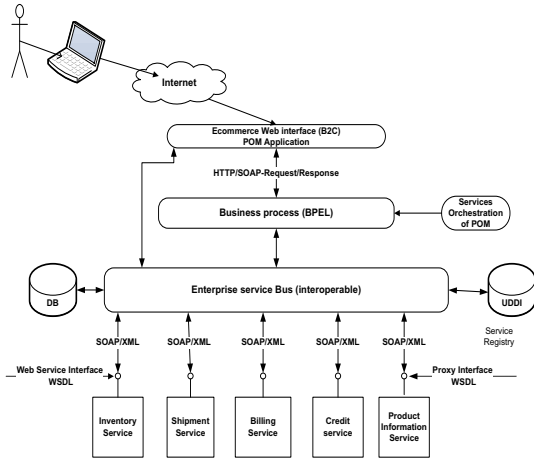 Internet
Ecommerce Web interface (B2C)
POM Application
HTTP/SOAP-Request/Response
Business process (BPEL)
Services
Orchestration
of POM
Enterprise service Bus (interoperable)
DB
UDDI
Service
Registry
SOAP/XML
SOAP/XML
SOAP/XML
SOAP/XML
SOAP/XML
Web Service Interface
WSDL
Proxy Interface
WSDL
Inventory
Service
Shipment
Service
Billing
Service
Credit
service
Product
Information
Service